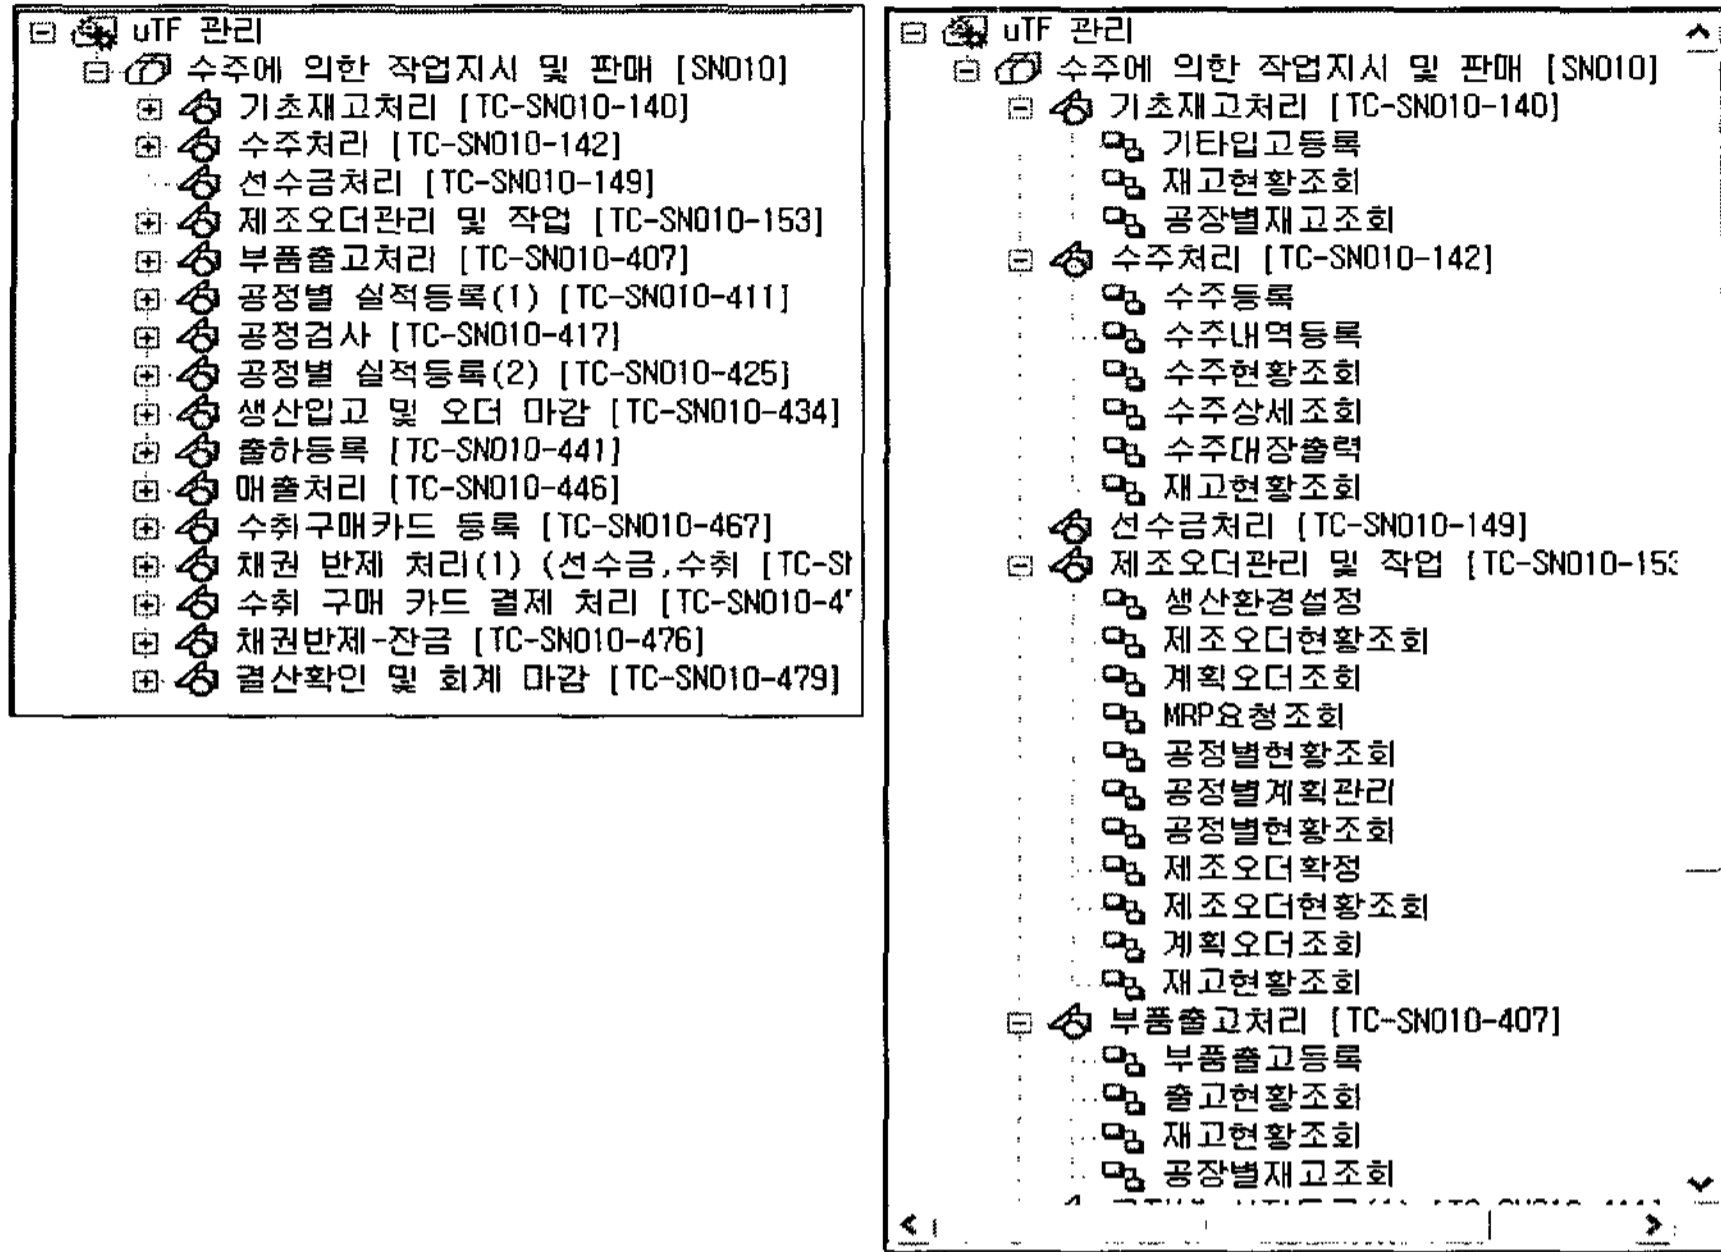 uTF 관리
수주에 의한 작업지시 및 판매 [SN010]
기초재고처리 [TC-SN010-140]
수주처리 [TC-SN010-142]
선수금처리 [TC-SN010-149]
제조오더관리 및 작업 [TC-SN010-153]
부품출고처리 [TC-SN010-407]
공정별 실적등록(1) [TC-SN010-411]
공정검사 [TC-SN010-417]
공정별 실적등록(2) [TC-SN010-425]
생산입고 및 오더 마감 [TC-SN010-434]
출하등록 [TC-SN010-441]
매출처리 [TC-SN010-446]
수취구매카드 등록 [TC-SN010-467]
채권 반제 처리(1) (선수금,수취 [TC-S
수취 구매 카드 결제 처리 [TC-SN010-4
채권반제-잔금 [TC-SN010-476]
결산확인 및 회계 마감 [TC-SN010-479]
uTF 관리
수주에 의한 작업지시 및 판매 [SN010]
기초재고처리 [TC-SN010-140]
기타입고등록
재고현황조회
공장별재고조회
수주처리 [TC-SN010-142]
수주등록
수주내역등록
수주현황조회
수주상세조회
수주대장출력
재고현황조회
선수금처리 [TC-SN010-149]
제조오더관리 및 작업 [TC-SN010-153
생산환경설정
제조오더현황조회
계획오더조회
MRP요청조회
공정별현황조회
공정별계획관리
공정별현황조회
제조오더확정
제조오더현황조회
계획오더조회
재고현황조회
부품출고처리 [TC-SN010-407]
부품출고등록
출고현황조회
재고현황조회
공장별재고조회